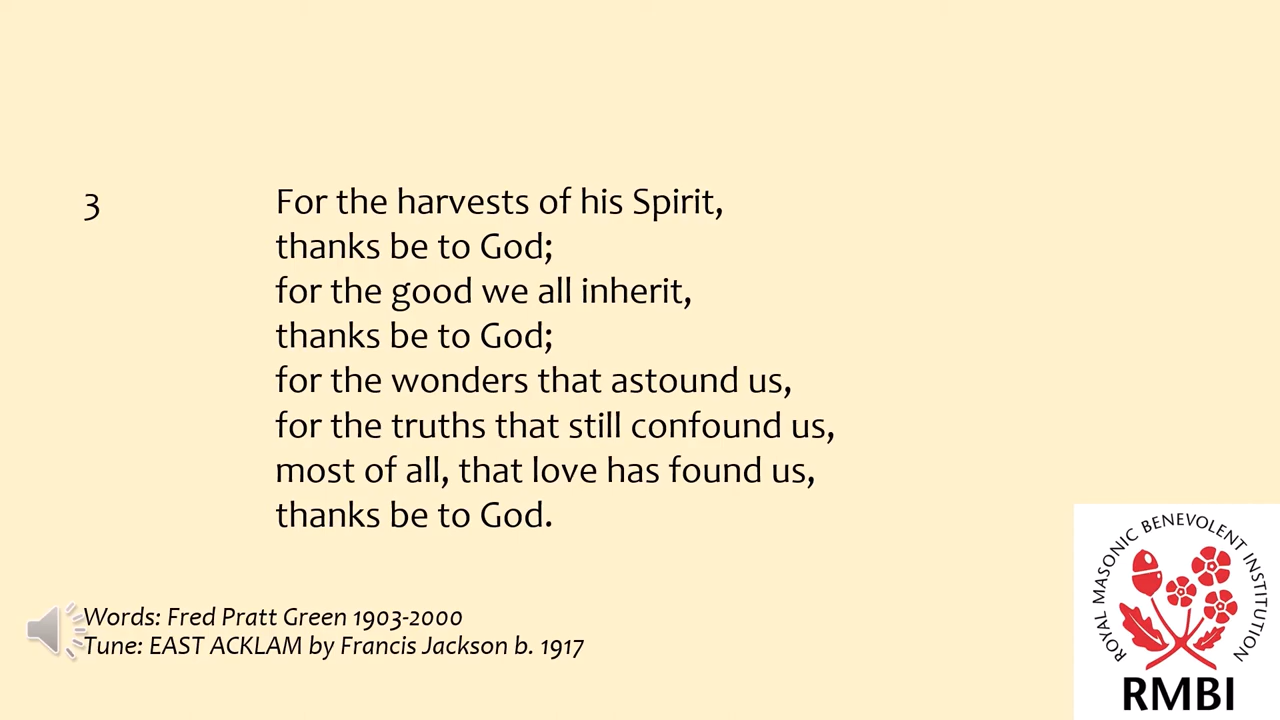 3
For the harvests of his Spirit,
thanks be to God;
for the good we all inherit,
thanks be to God;
for the wonders that astound us,
for the truths that still confound us,
most of all, that love has found us,
thanks be to God.
Words: Fred Pratt Green 1903-2000
Tune: EAST ACKLAM by Francis Jackson b. 1917
ROYAL MASONIC BENEVOLENT INSTITUTION
RMBI